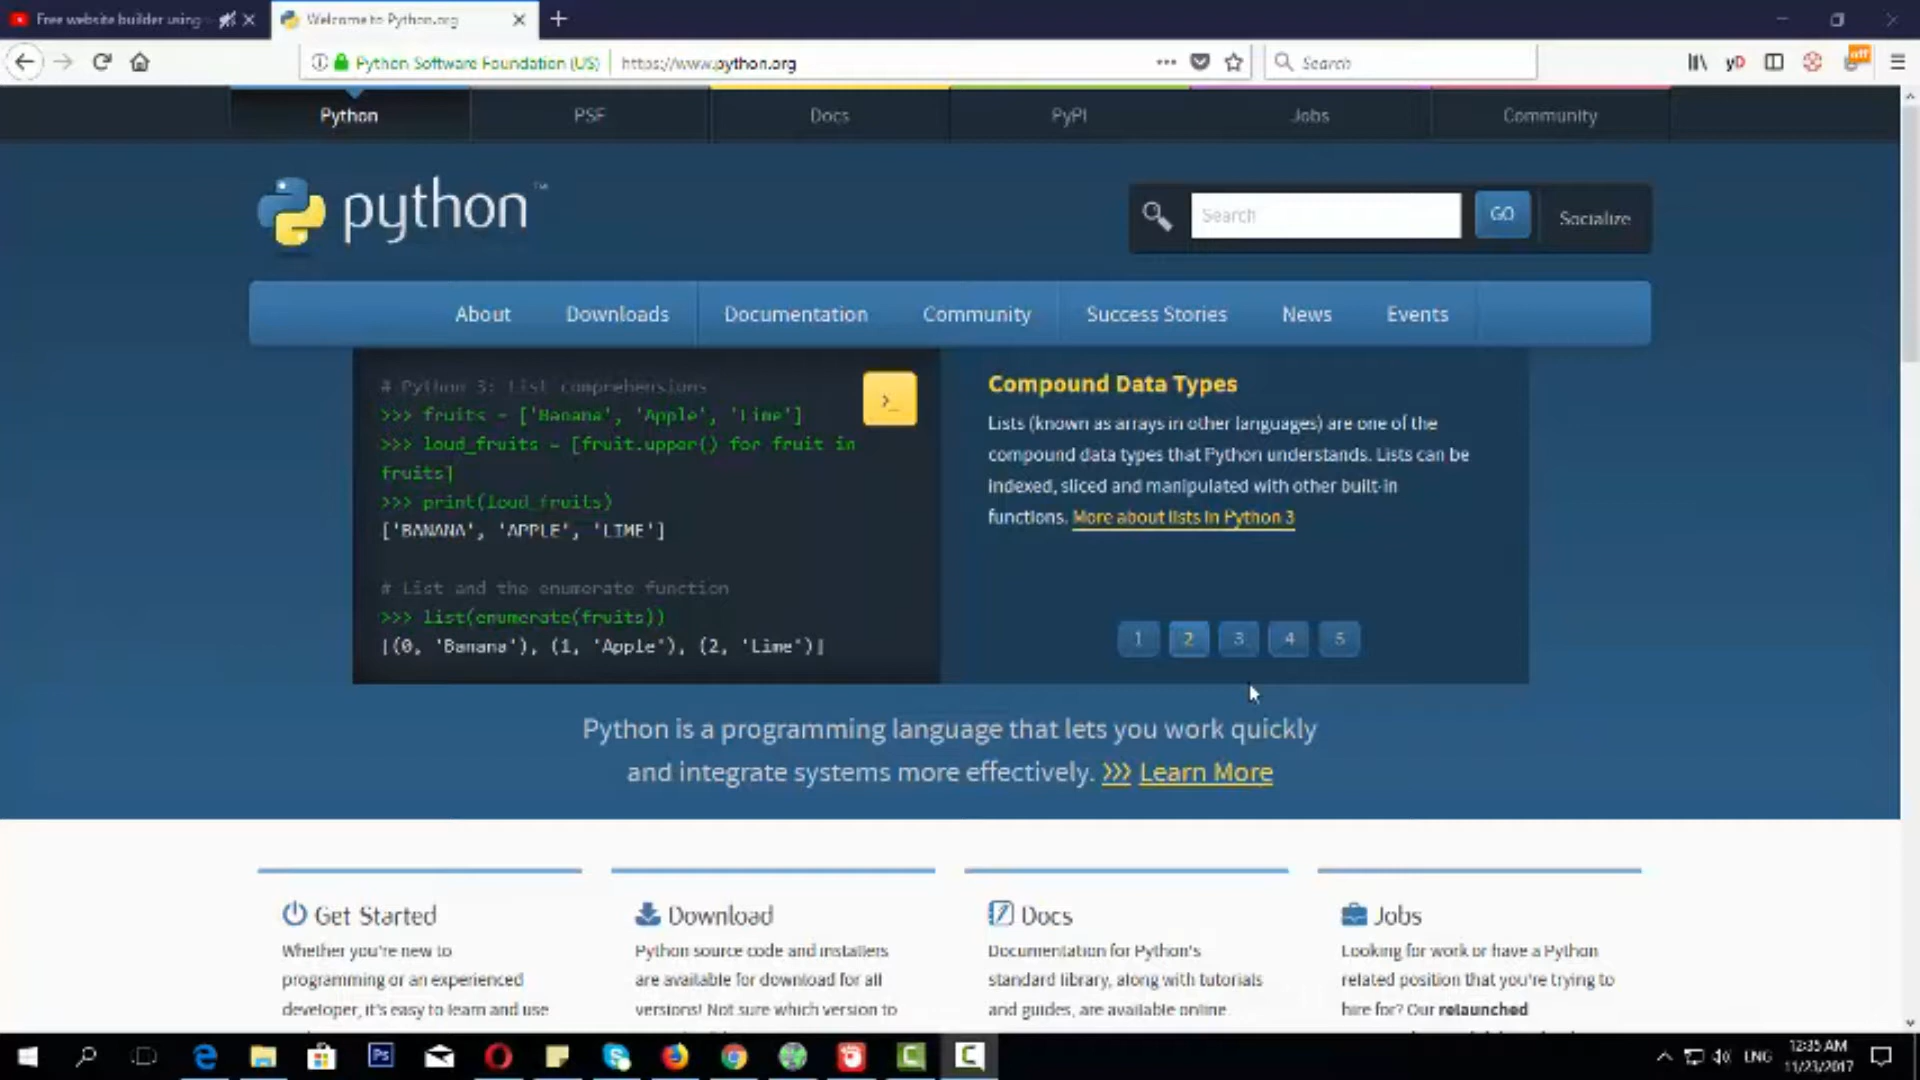 Free website builder using
Welcome to Python.org
Python Software Foundation (US)
https://www.python.org
Search
off
Python
PSF
Docs
PyPI
Jobs
Community
python™
Search
GO
Socialize
About
Downloads
Documentation
Community
Success Stories
News
Events
# Python 3: List comprehensions
>>> fruits = ['Banana', 'Apple', 'Lime']
>>> loud_fruits = [fruit.upper() for fruit in
fruits]
>>> print(loud_fruits)
['BANANA', 'APPLE', 'LIME']
# List and the enumerate function
>>> list(enumerate(fruits))
[(0, 'Banana'), (1, 'Apple'), (2, 'Lime')]
>_
Compound Data Types
Lists (known as arrays in other languages) are one of the
compound data types that Python understands. Lists can be
indexed, sliced and manipulated with other built-in
functions. More about lists in Python 3
1 2 3 4 5
Python is a programming language that lets you work quickly
and integrate systems more effectively. >>> Learn More
Get Started
Whether you're new to
programming or an experienced
developer, it's easy to learn and use
Download
Python source code and installers
are available for download for all
versions! Not sure which version to
Docs
Documentation for Python's
standard library, along with tutorials
and guides, are available online.
Jobs
Looking for work or have a Python
related position that you're trying to
hire for? Our relaunched
Ps
ENG
12:35 AM
11/23/2017